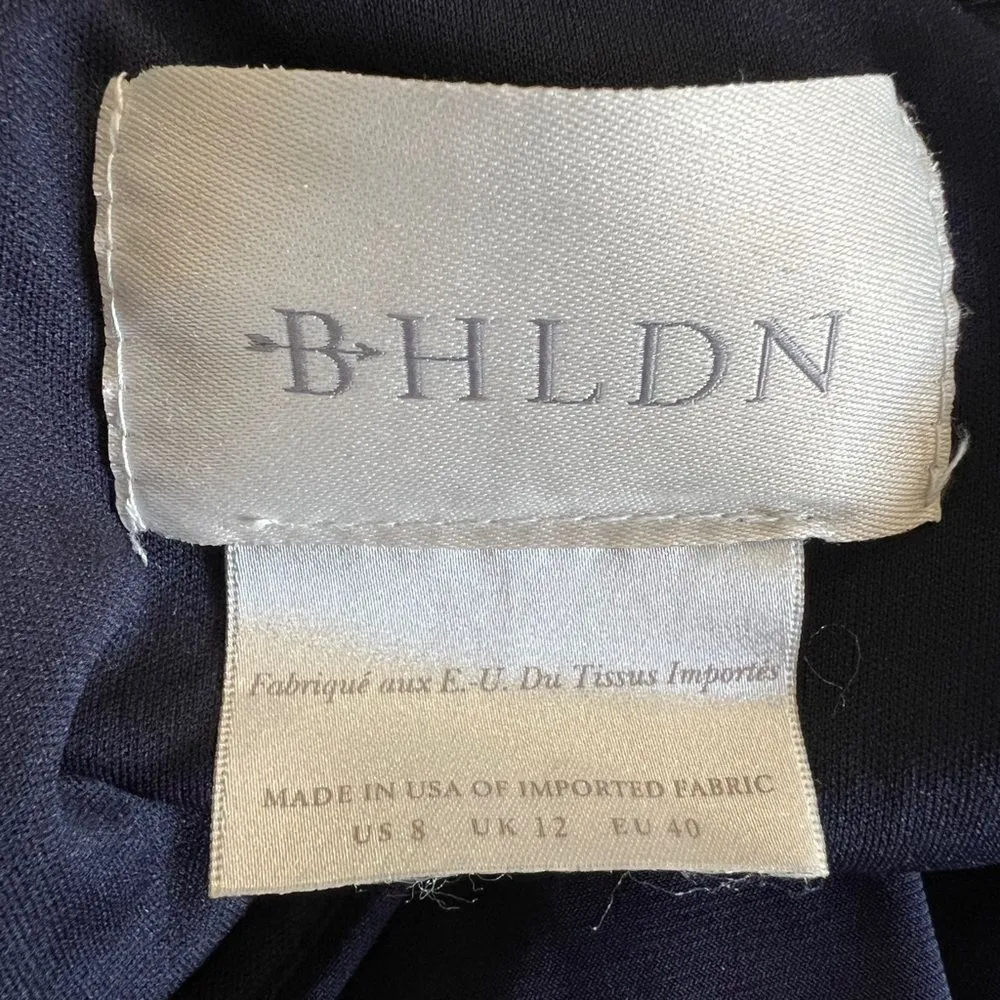 BHLDN
Fabriqué aux E.-U. Du Tissus Importés
MADE IN USA OF IMPORTED FABRIC
US 8 UK 12 EU 40